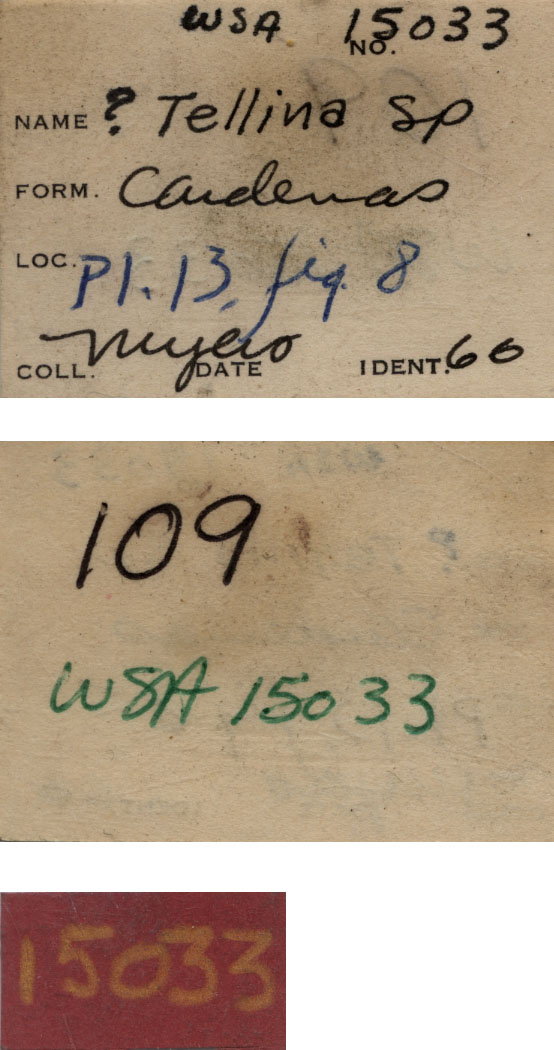 WSA NO. 15033
NAME ? Tellina Sp
FORM. Cardenas
LOC. Pl. 13, fig. 8
COLL. Myers DATE IDENT. 60
109
WSA 15033
15033